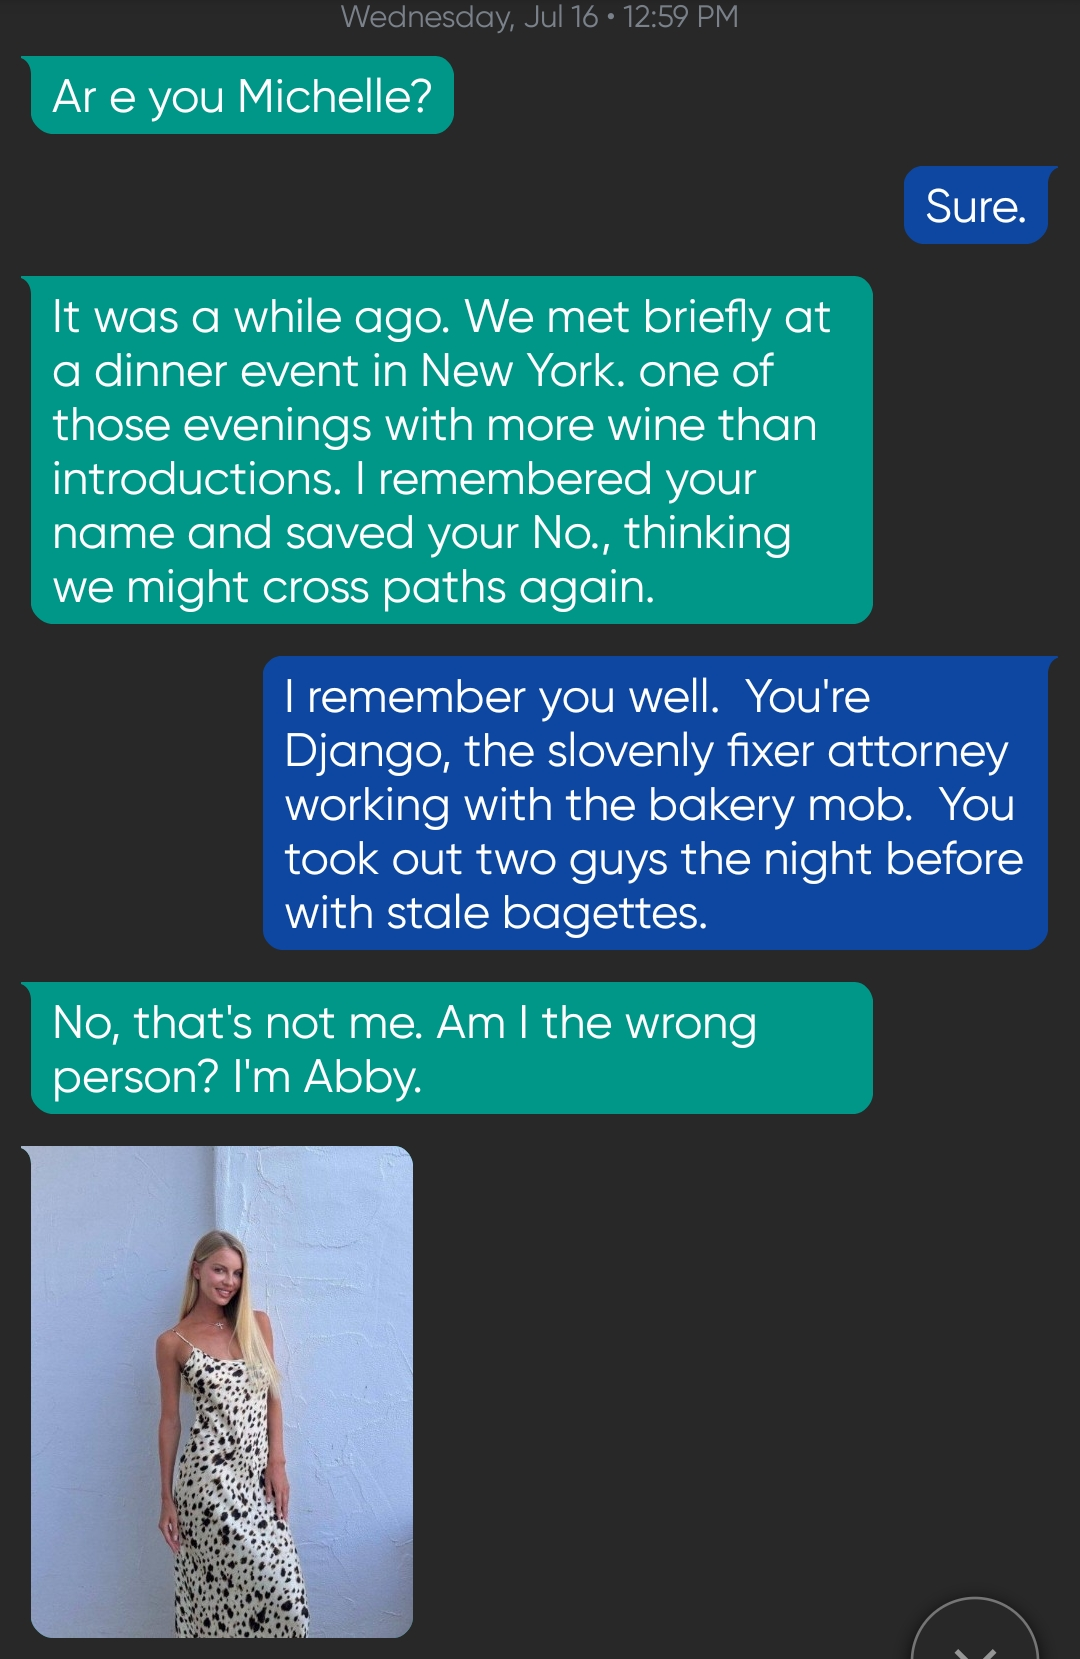 Wednesday, Jul 16 • 12:59 PM
Ar e you Michelle?
Sure.
It was a while ago. We met briefly at
a dinner event in New York. one of
those evenings with more wine than
introductions. I remembered your
name and saved your No., thinking
we might cross paths again.
I remember you well.  You're
Django, the slovenly fixer attorney
working with the bakery mob.  You
took out two guys the night before
with stale bagettes.
No, that's not me. Am I the wrong
person? I'm Abby.